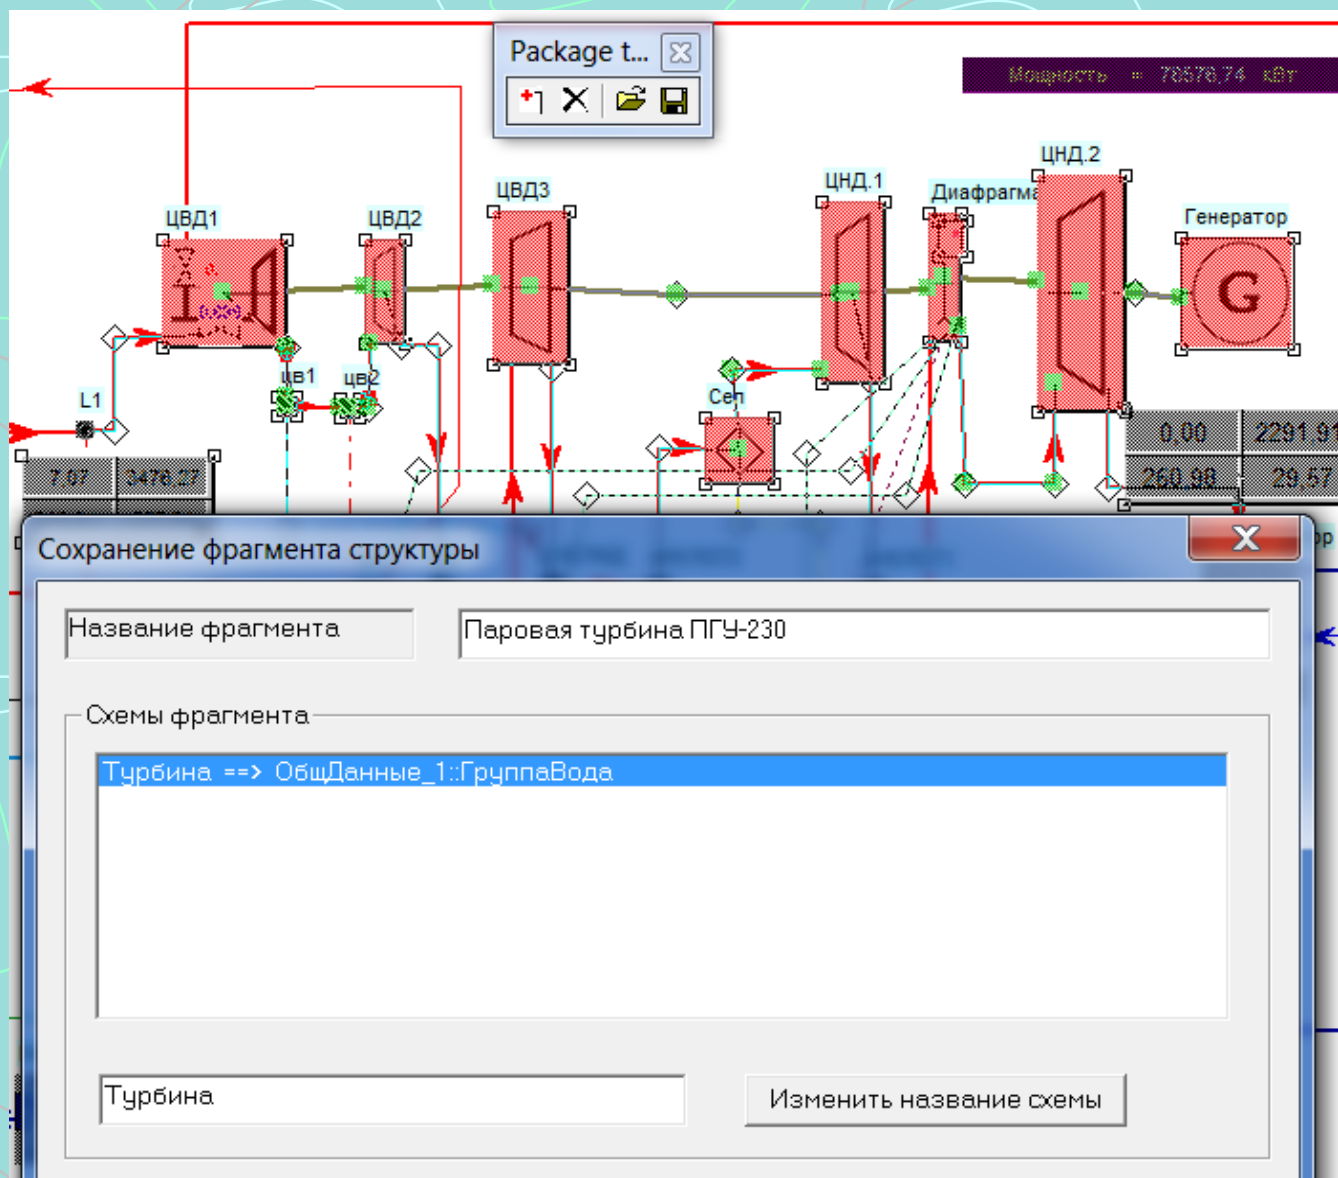 Package t...
Мощность = 78578,74 кВт
ЦНД.2
ЦВД3
ЦНД.1
Диафрагма
ЦВД1
ЦВД2
Генератор
G
цв1
цв2
L1
Сеп
0,00 2291,91
7,07 3476,27
260,98 29,57
Сохранение фрагмента структуры
ор
Название фрагмента
Паровая турбина ПГУ-230
Схемы фрагмента
Турбина ==> ОбщДанные_1::ГруппаВода
Турбина
Изменить название схемы